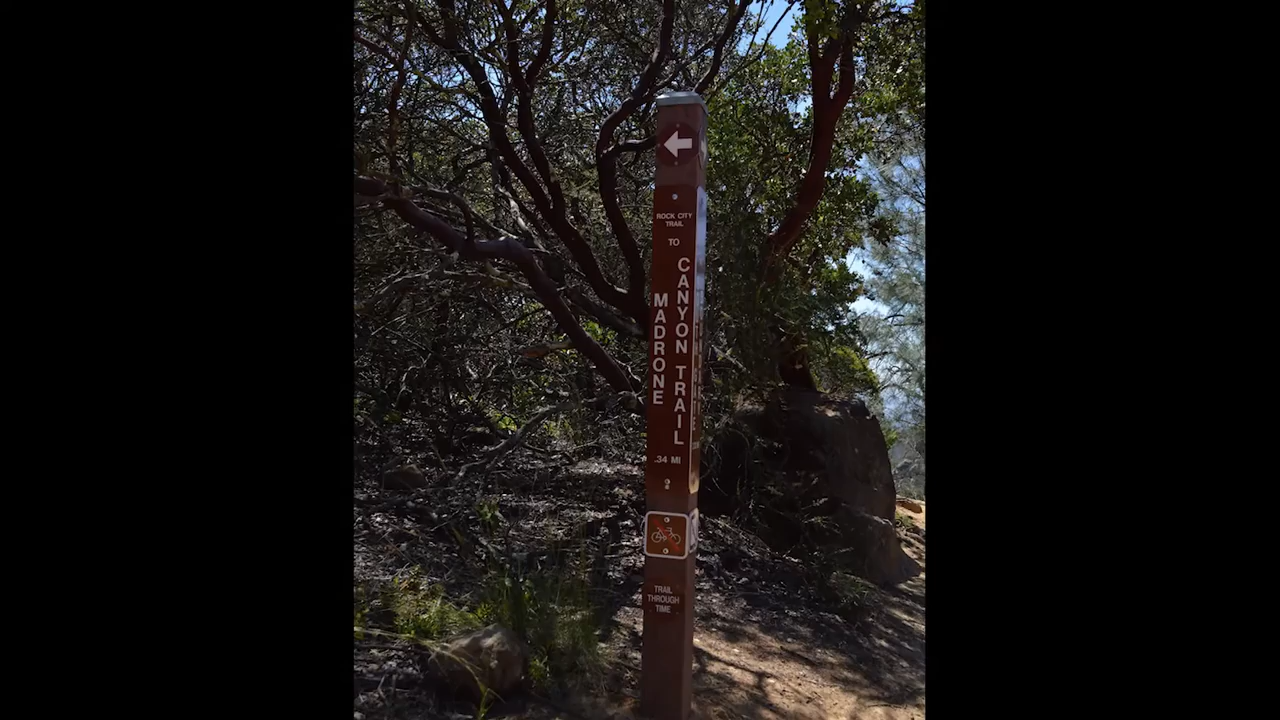 ROCK CITY
TRAIL
TO
MADRONE
CANYON TRAIL
.34 MI
TRAIL
THROUGH
TIME